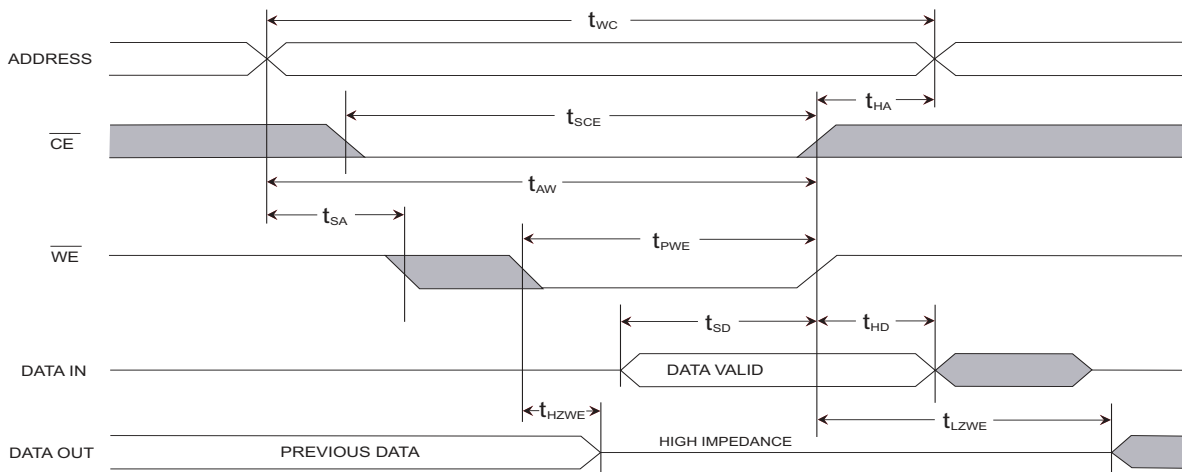 tWC
ADDRESS
tHA
tSCE
CE
tAW
tSA
tPWE
WE
tSD
tHD
DATA IN
DATA VALID
tHZWE
tLZWE
DATA OUT
PREVIOUS DATA
HIGH IMPEDANCE